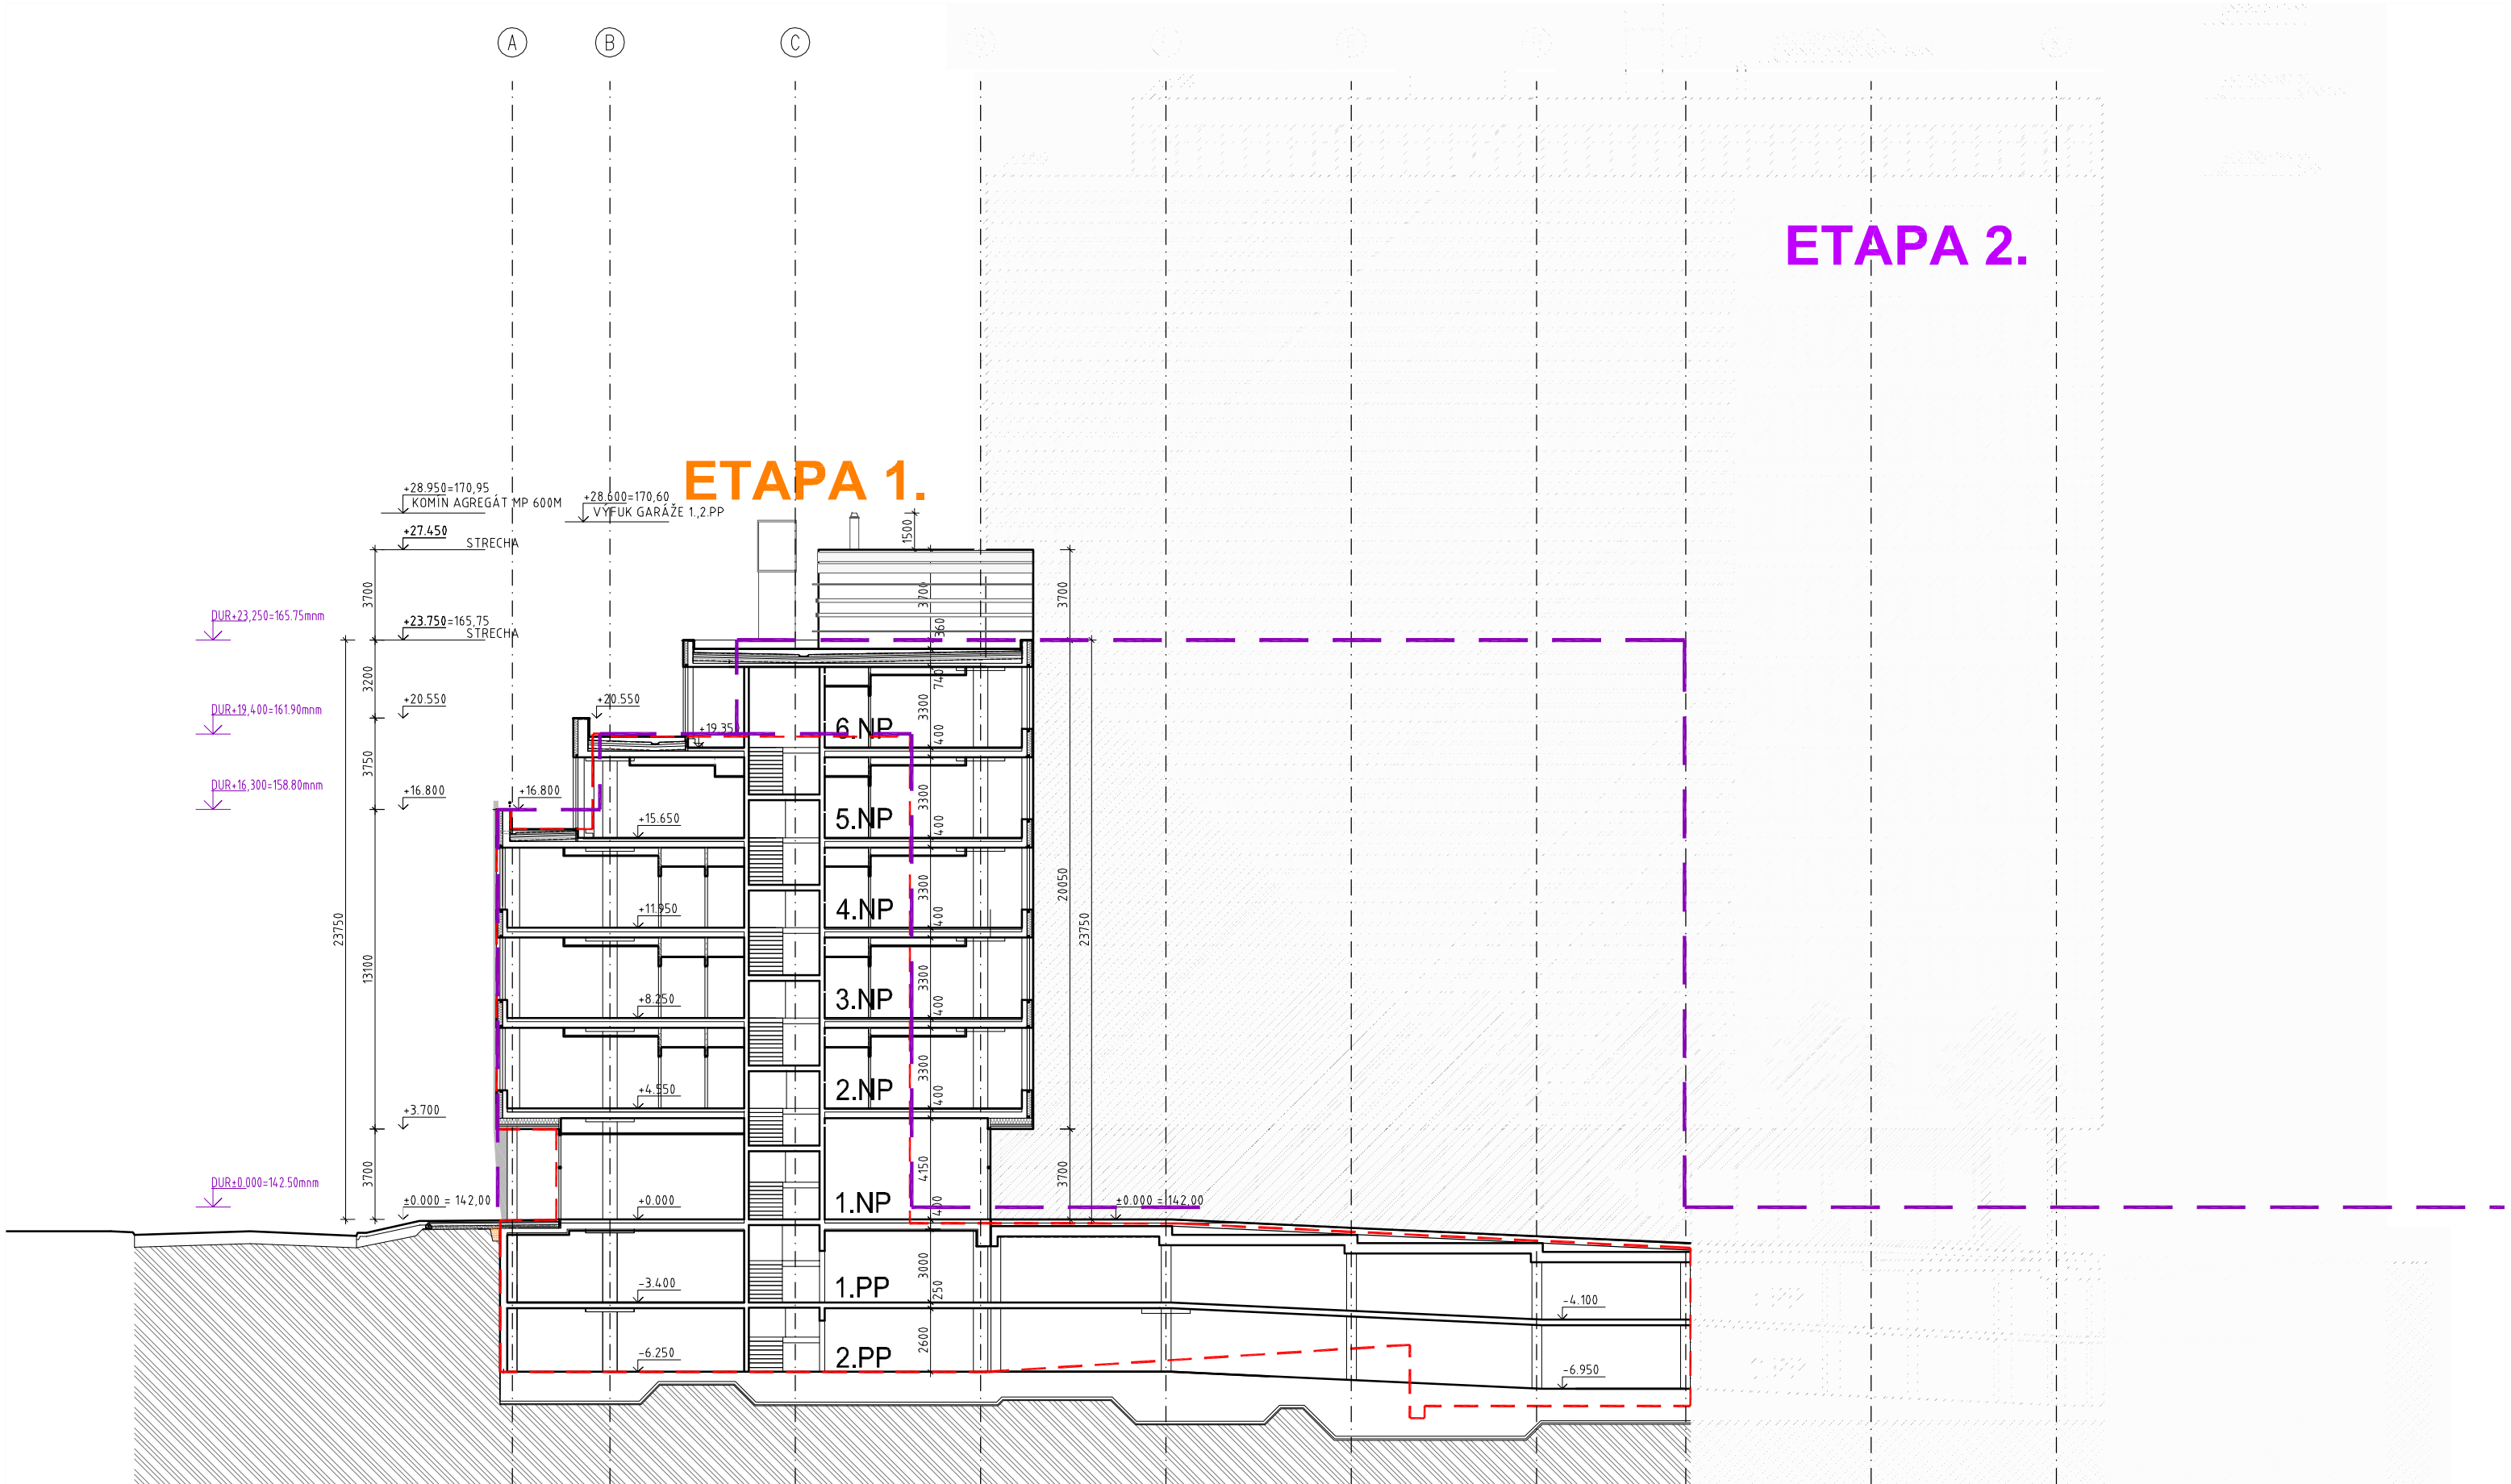 A
B
C
ETAPA 2.
ETAPA 1.
+28.950=170,95
KOMÍN AGREGÁT MP 600M
+28.600=170,60
VÝFUK GARÁŽE 1.,2.PP
1500
+27.450
STRECHA
3700
3700
3700
DUR+23,250=165.75mnm
+23.750=165,75
STRECHA
360
740
3200
+20.550
+20.550
DUR+19,400=161.90mnm
+19.350
6.NP
3300
400
3750
DUR+16,300=158.80mnm
+16.800
+16.800
+15.650
5.NP
3300
400
+11.950
4.NP
3300
400
20050
23750
23750
13100
+8.250
3.NP
3300
400
+4.550
2.NP
3300
400
+3.700
3700
4150
3700
DUR±0.000=142.50mnm
±0.000 = 142,00
+0.000
1.NP
400
±0.000 = 142,00
-3.400
1.PP
3000
250
-4.100
-6.250
2.PP
2600
-6.950